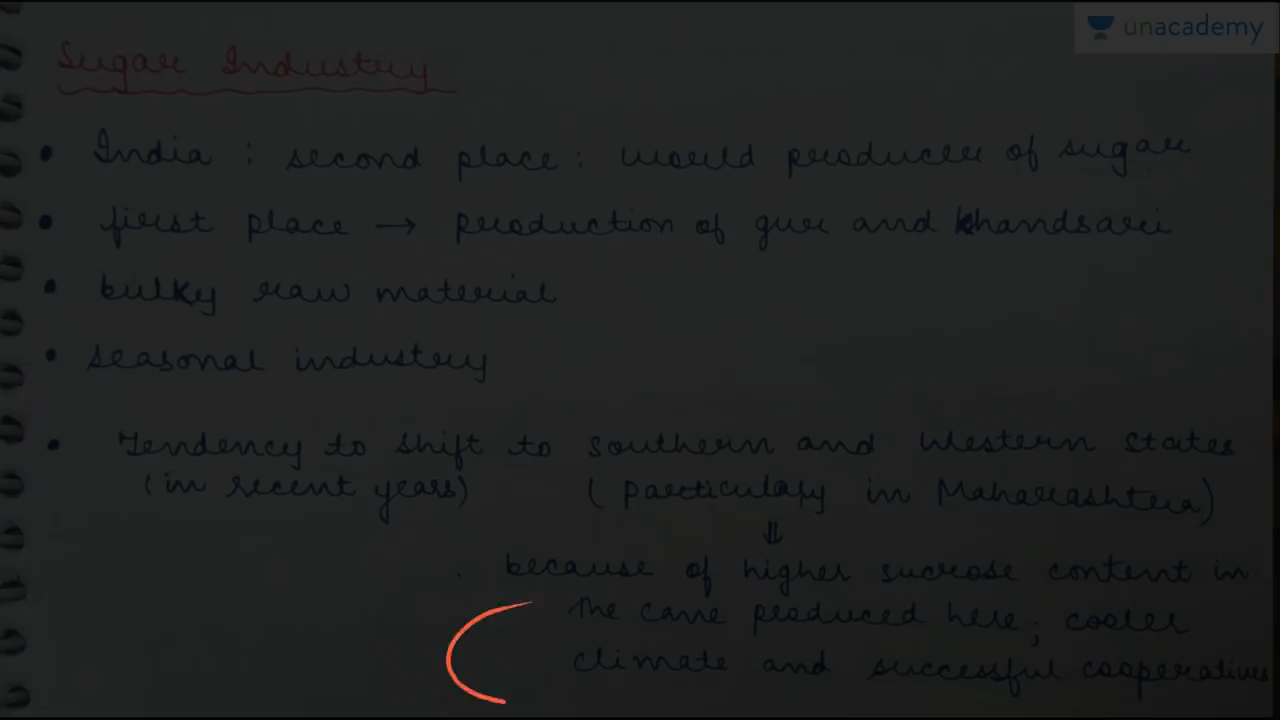 unacademy
Sugar Industry
• India : second place : world producer of sugar
• first place → production of gur and khandsari
• bulky raw material
• seasonal industry
• Tendency to shift to southern and Western States
(in recent years) (particularly in Maharashtra)
⇓
because of higher sucrose content in
the cane produced here; cooler
climate and successful cooperatives